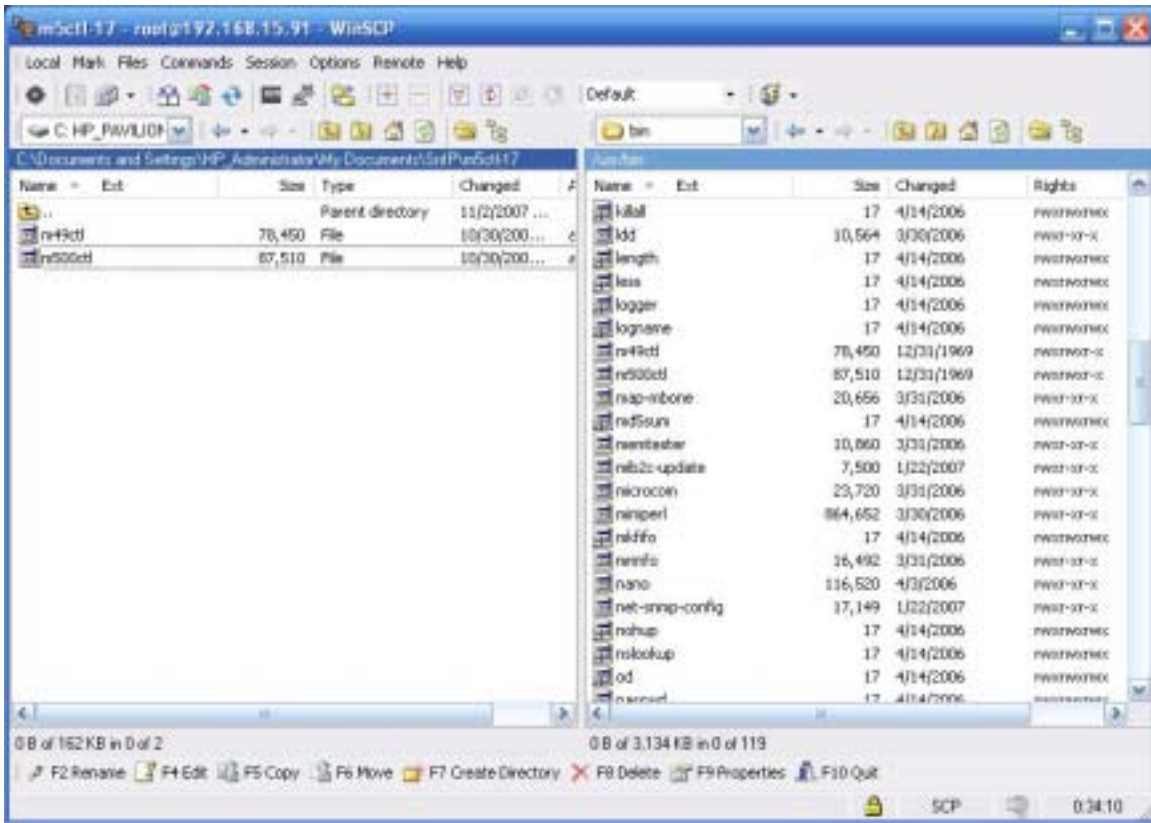 m5ctl-17 - root@192.168.15.91 - WinSCP
Local Mark Files Commands Session Options Remote Help
Default
C: HP_PAVILION
bin
C:\Documents and Settings\HP_Administrator\My Documents\
/usr/bin
Name Ext Size Type Changed
Name Ext Size Changed Rights
.. Parent directory 11/2/2007 ...
78,450 File 10/30/200...
87,510 File 10/30/200...
killall 17 4/14/2006 rwxrwxrwx
ldd 10,564 3/30/2006 rwxr-xr-x
length 17 4/14/2006 rwxrwxrwx
less 17 4/14/2006 rwxrwxrwx
logger 17 4/14/2006 rwxrwxrwx
logname 17 4/14/2006 rwxrwxrwx
78,450 12/31/1969 rwxrwxr-x
87,510 12/31/1969 rwxrwxr-x
map-mbone 20,656 3/31/2006 rwxr-xr-x
md5sum 17 4/14/2006 rwxrwxrwx
memtester 10,860 3/31/2006 rwxr-xr-x
mib2c-update 7,500 1/22/2007 rwxr-xr-x
microcom 23,720 3/31/2006 rwxr-xr-x
miniperl 864,652 3/30/2006 rwxr-xr-x
mkfifo 17 4/14/2006 rwxrwxrwx
16,492 3/31/2006 rwxr-xr-x
nano 116,520 4/3/2006 rwxr-xr-x
net-snmp-config 17,149 1/22/2007 rwxr-xr-x
nohup 17 4/14/2006 rwxrwxrwx
nslookup 17 4/14/2006 rwxrwxrwx
od 17 4/14/2006 rwxrwxrwx
passwd 17 4/14/2006
0 B of 162 KB in 0 of 2
0 B of 3,134 KB in 0 of 119
F2 Rename F4 Edit F5 Copy F6 Move F7 Create Directory F8 Delete F9 Properties F10 Quit
SCP 0:34:10